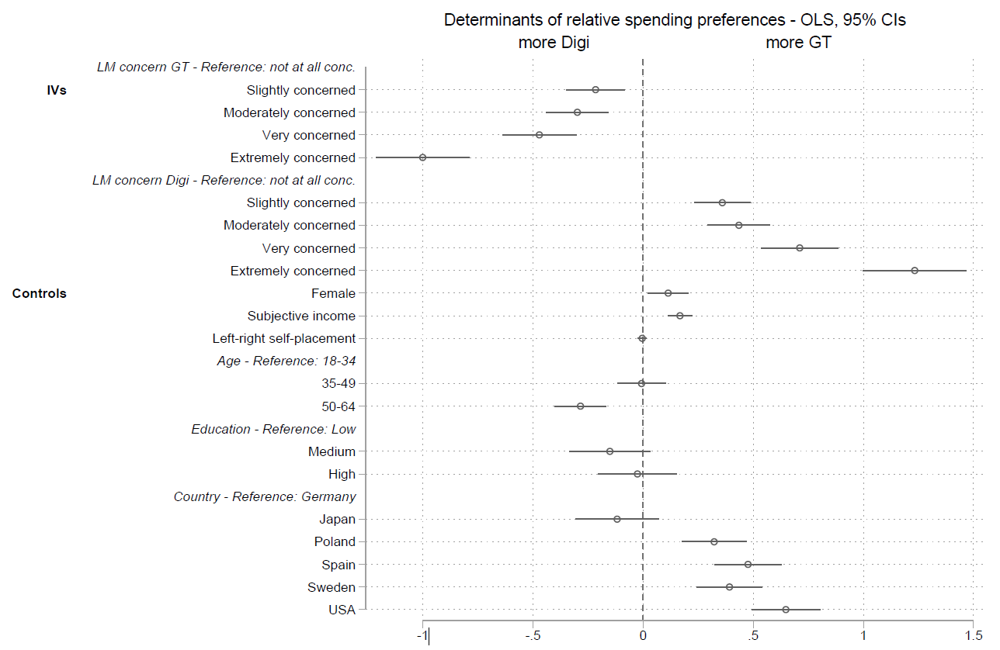 Determinants of relative spending preferences - OLS, 95% CIs
more Digi more GT
LM concern GT - Reference: not at all conc.
IVs Slightly concerned
Moderately concerned
Very concerned
Extremely concerned
LM concern Digi - Reference: not at all conc.
Slightly concerned
Moderately concerned
Very concerned
Extremely concerned
Controls Female
Subjective income
Left-right self-placement
Age - Reference: 18-34
35-49
50-64
Education - Reference: Low
Medium
High
Country - Reference: Germany
Japan
Poland
Spain
Sweden
USA
-1 -.5 0 .5 1 1.5